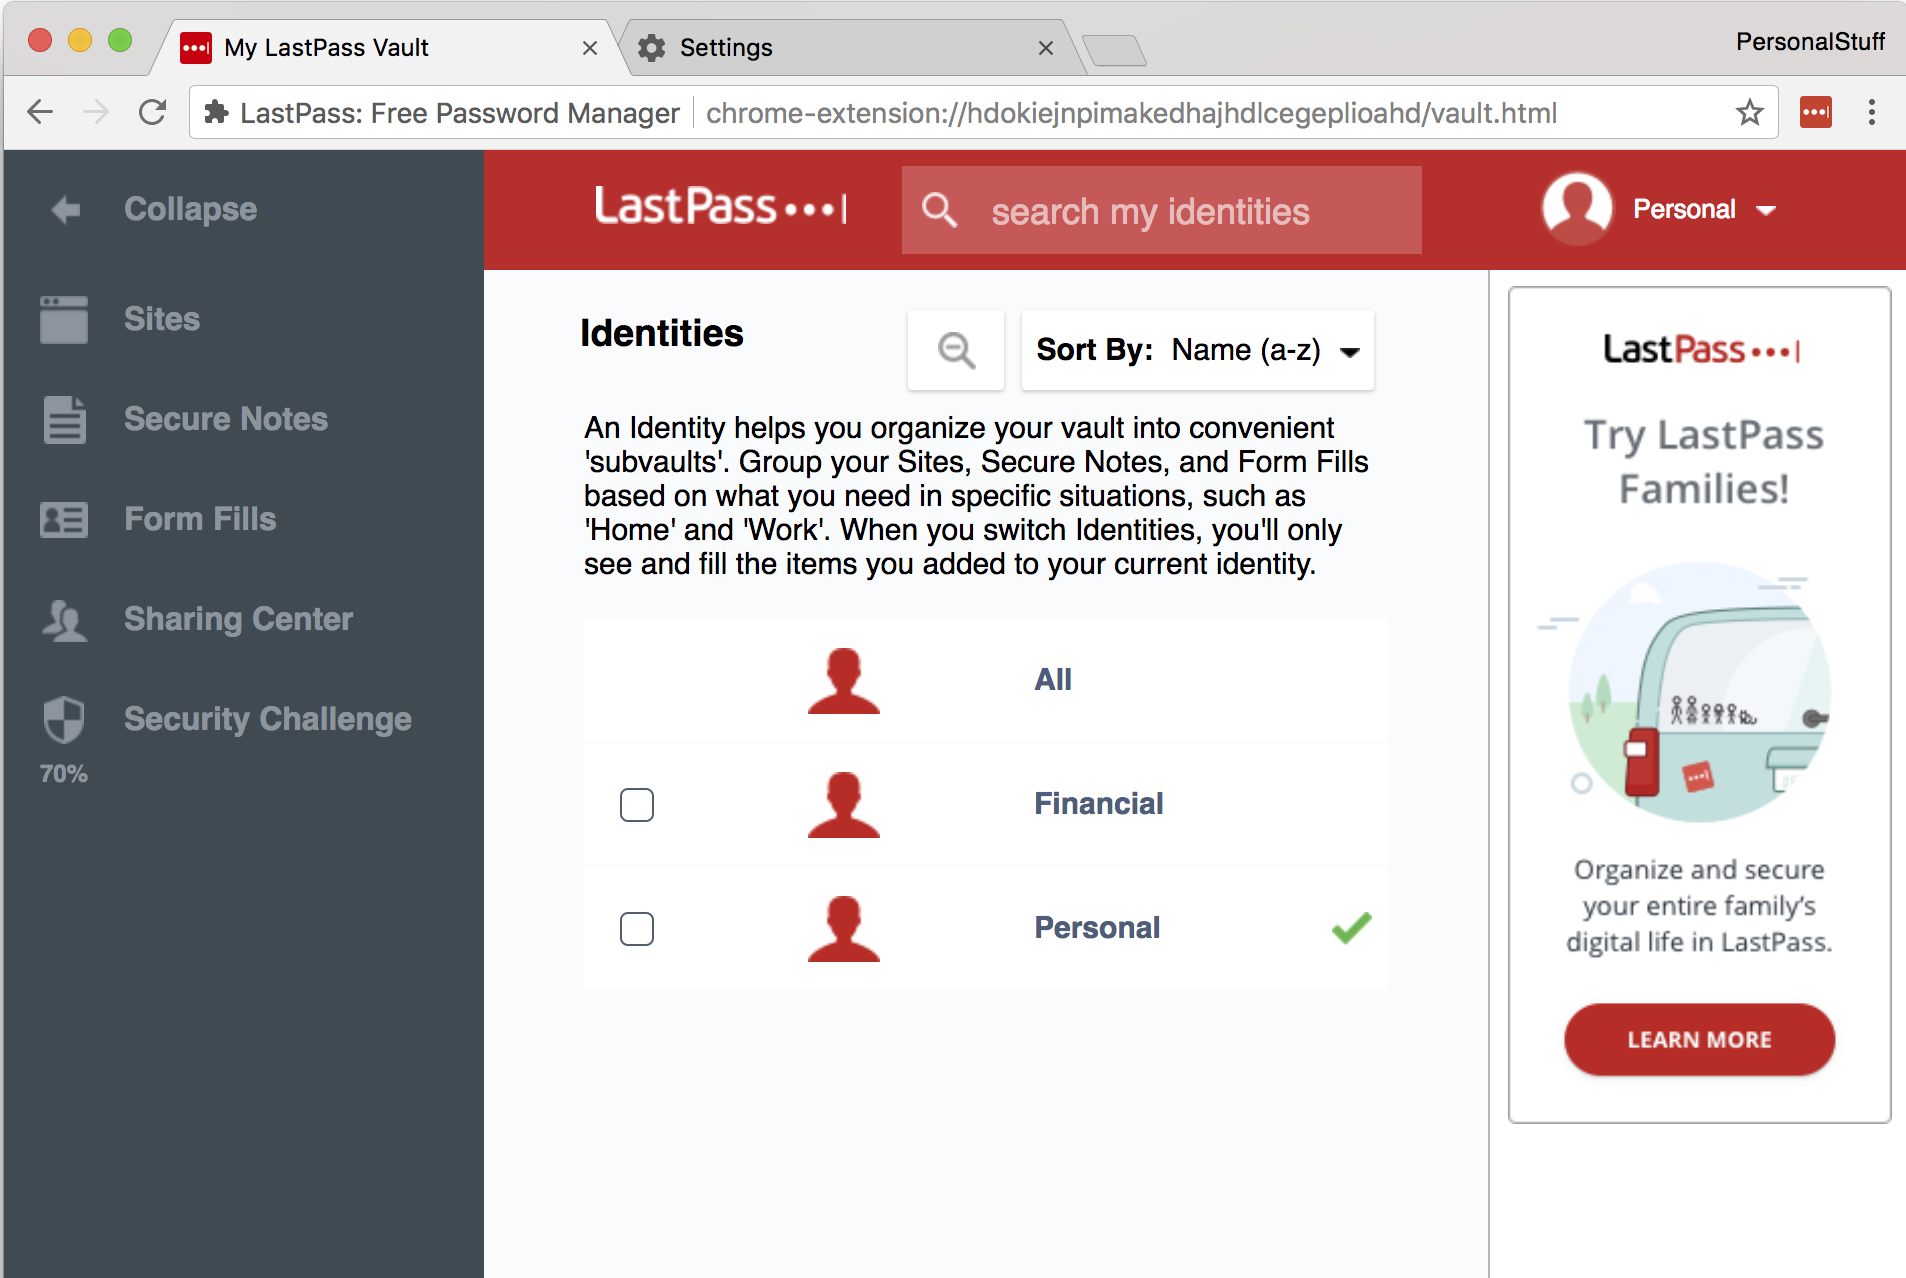 My LastPass Vault
Settings
PersonalStuff
LastPass: Free Password Manager
chrome-extension://hdokiejnpimakedhajhdlcegeplioahd/vault.html
Collapse
LastPass
search my identities
Personal
Sites
Secure Notes
Form Fills
Sharing Center
Security Challenge
70%
Identities
Sort By: Name (a-z)
An Identity helps you organize your vault into convenient
'subvaults'. Group your Sites, Secure Notes, and Form Fills
based on what you need in specific situations, such as
'Home' and 'Work'. When you switch Identities, you'll only
see and fill the items you added to your current identity.
All
Financial
Personal
LastPass
Try LastPass
Families!
Organize and secure
your entire family's
digital life in LastPass.
LEARN MORE